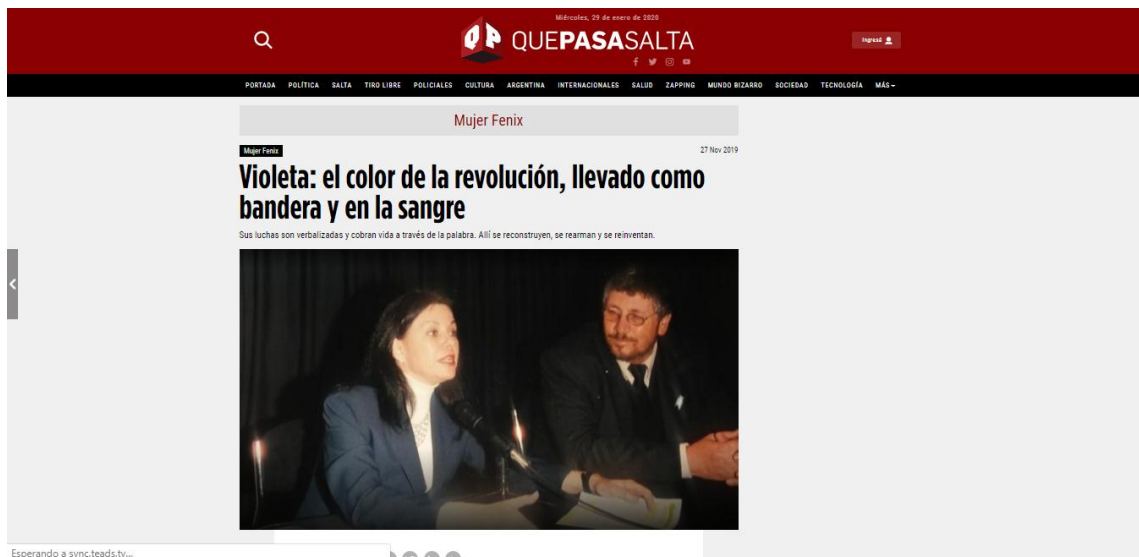 Miércoles, 29 de enero de 2020
QUEPASASALTA
Ingresá
PORTADA POLÍTICA SALTA TIRO LIBRE POLICIALES CULTURA ARGENTINA INTERNACIONALES SALUD ZAPPING MUNDO BIZARRO SOCIEDAD TECNOLOGÍA MÁS
Mujer Fenix
Mujer Fenix 27 Nov 2019
Violeta: el color de la revolución, llevado como
bandera y en la sangre
Sus luchas son verbalizadas y cobran vida a través de la palabra. Allí se reconstruyen, se rearman y se reinventan.
Esperando a sync.teads.tv...